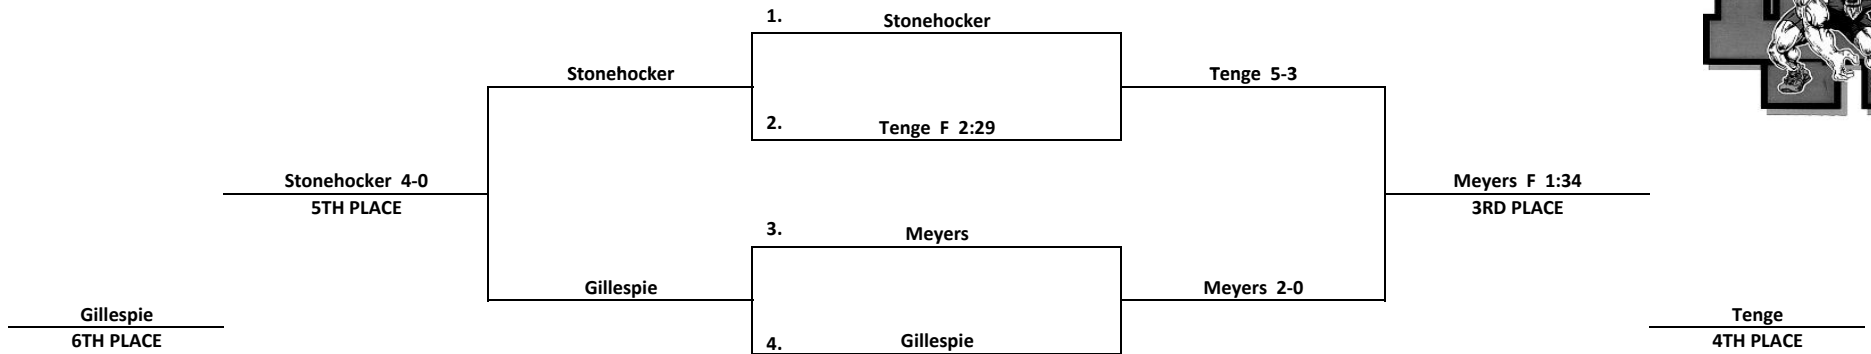 1. Stonehocker
Stonehocker
Tenge 5-3
2. Tenge F 2:29
Stonehocker 4-0
5TH PLACE
Meyers F 1:34
3RD PLACE
3. Meyers
Gillespie
Meyers 2-0
Gillespie
6TH PLACE
4. Gillespie
Tenge
4TH PLACE